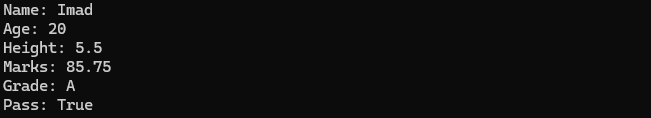 Name: Imad
Age: 20
Height: 5.5
Marks: 85.75
Grade: A
Pass: True